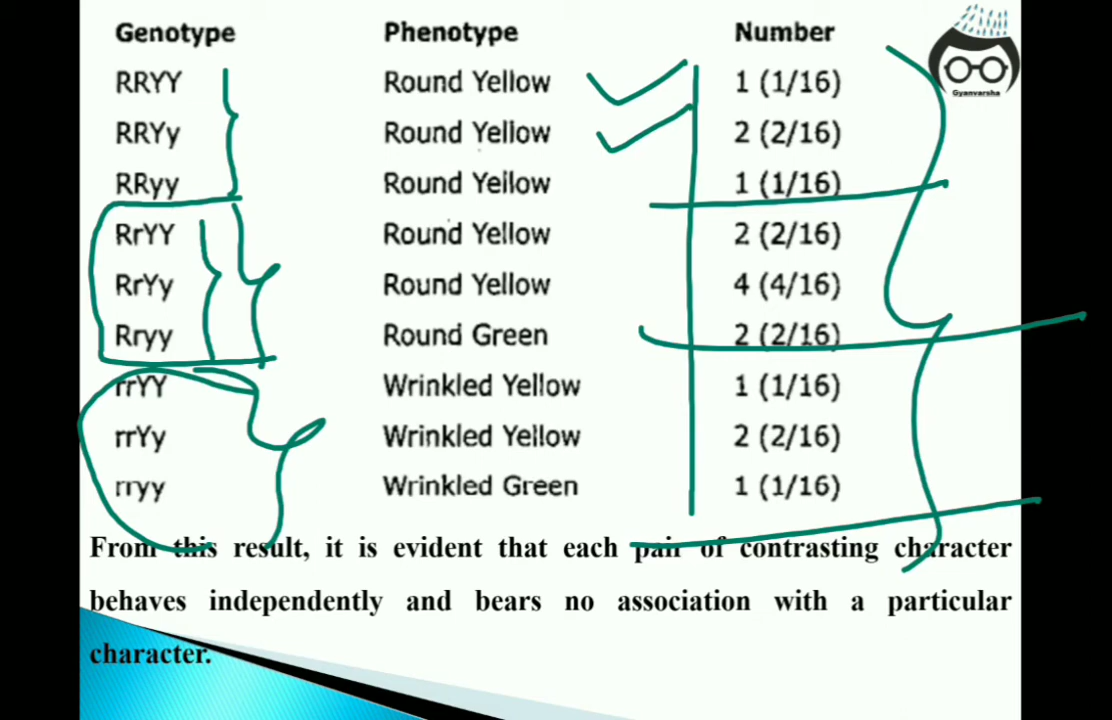 Genotype Phenotype Number
RRYY Round Yellow 1 (1/16)
RRYy Round Yellow 2 (2/16)
RRyy Round Yellow 1 (1/16)
RrYY Round Yellow 2 (2/16)
RrYy Round Yellow 4 (4/16)
Rryy Round Green 2 (2/16)
rrYY Wrinkled Yellow 1 (1/16)
rrYy Wrinkled Yellow 2 (2/16)
rryy Wrinkled Green 1 (1/16)
From this result, it is evident that each pair of contrasting character
behaves independently and bears no association with a particular
character.
Gyanvarsha